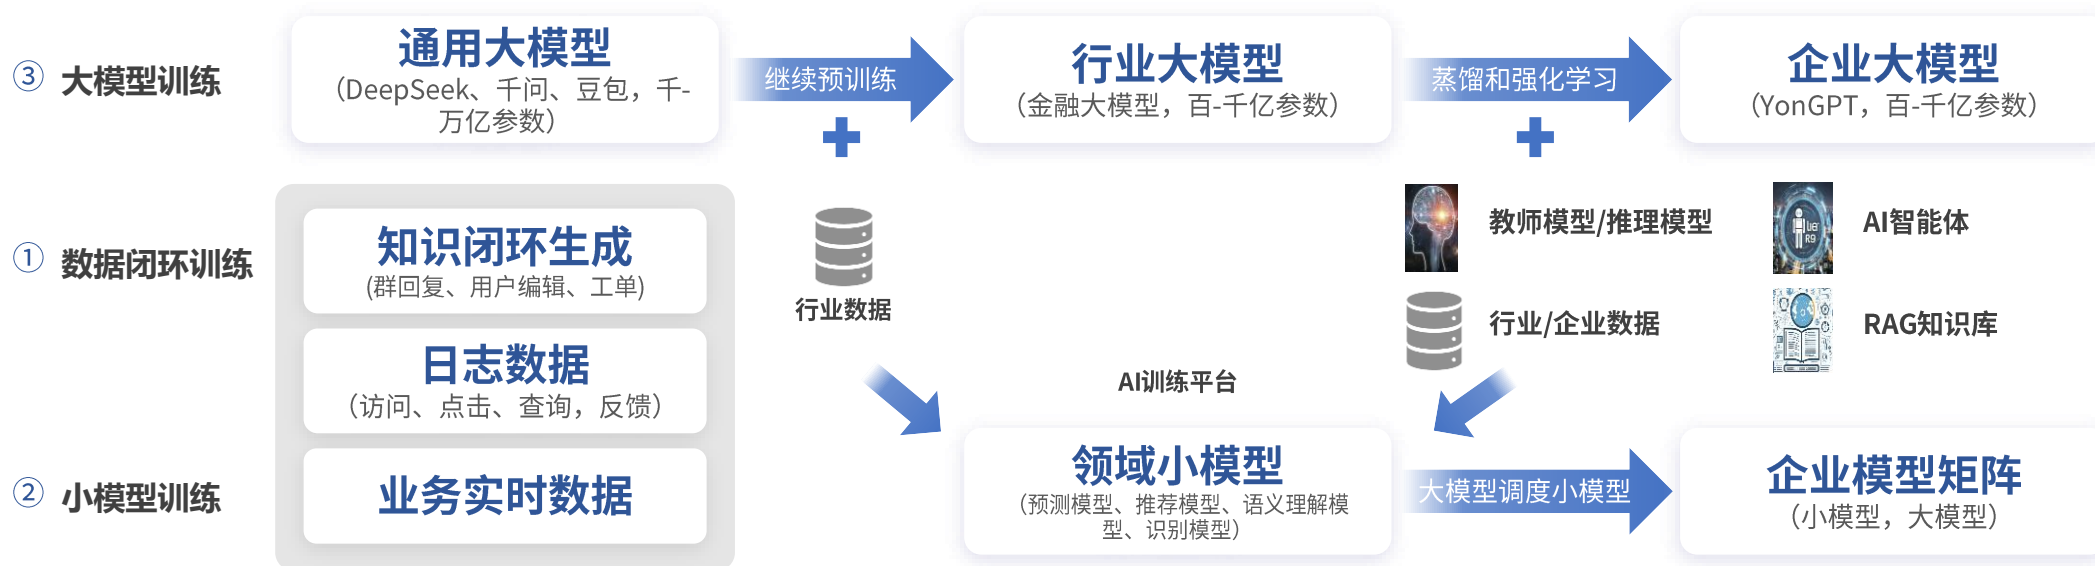 ③ 大模型训练
通用大模型
（DeepSeek、千问、豆包，千-
万亿参数）
继续预训练
行业大模型
（金融大模型，百-千亿参数）
蒸馏和强化学习
企业大模型
（YonGPT，百-千亿参数）
① 数据闭环训练
知识闭环生成
(群回复、用户编辑、工单)
日志数据
（访问、点击、查询，反馈）
② 小模型训练
业务实时数据
行业数据
教师模型/推理模型
AI智能体
行业/企业数据
RAG知识库
AI训练平台
领域小模型
（预测模型、推荐模型、语义理解模
型、识别模型）
大模型调度小模型
企业模型矩阵
（小模型，大模型）